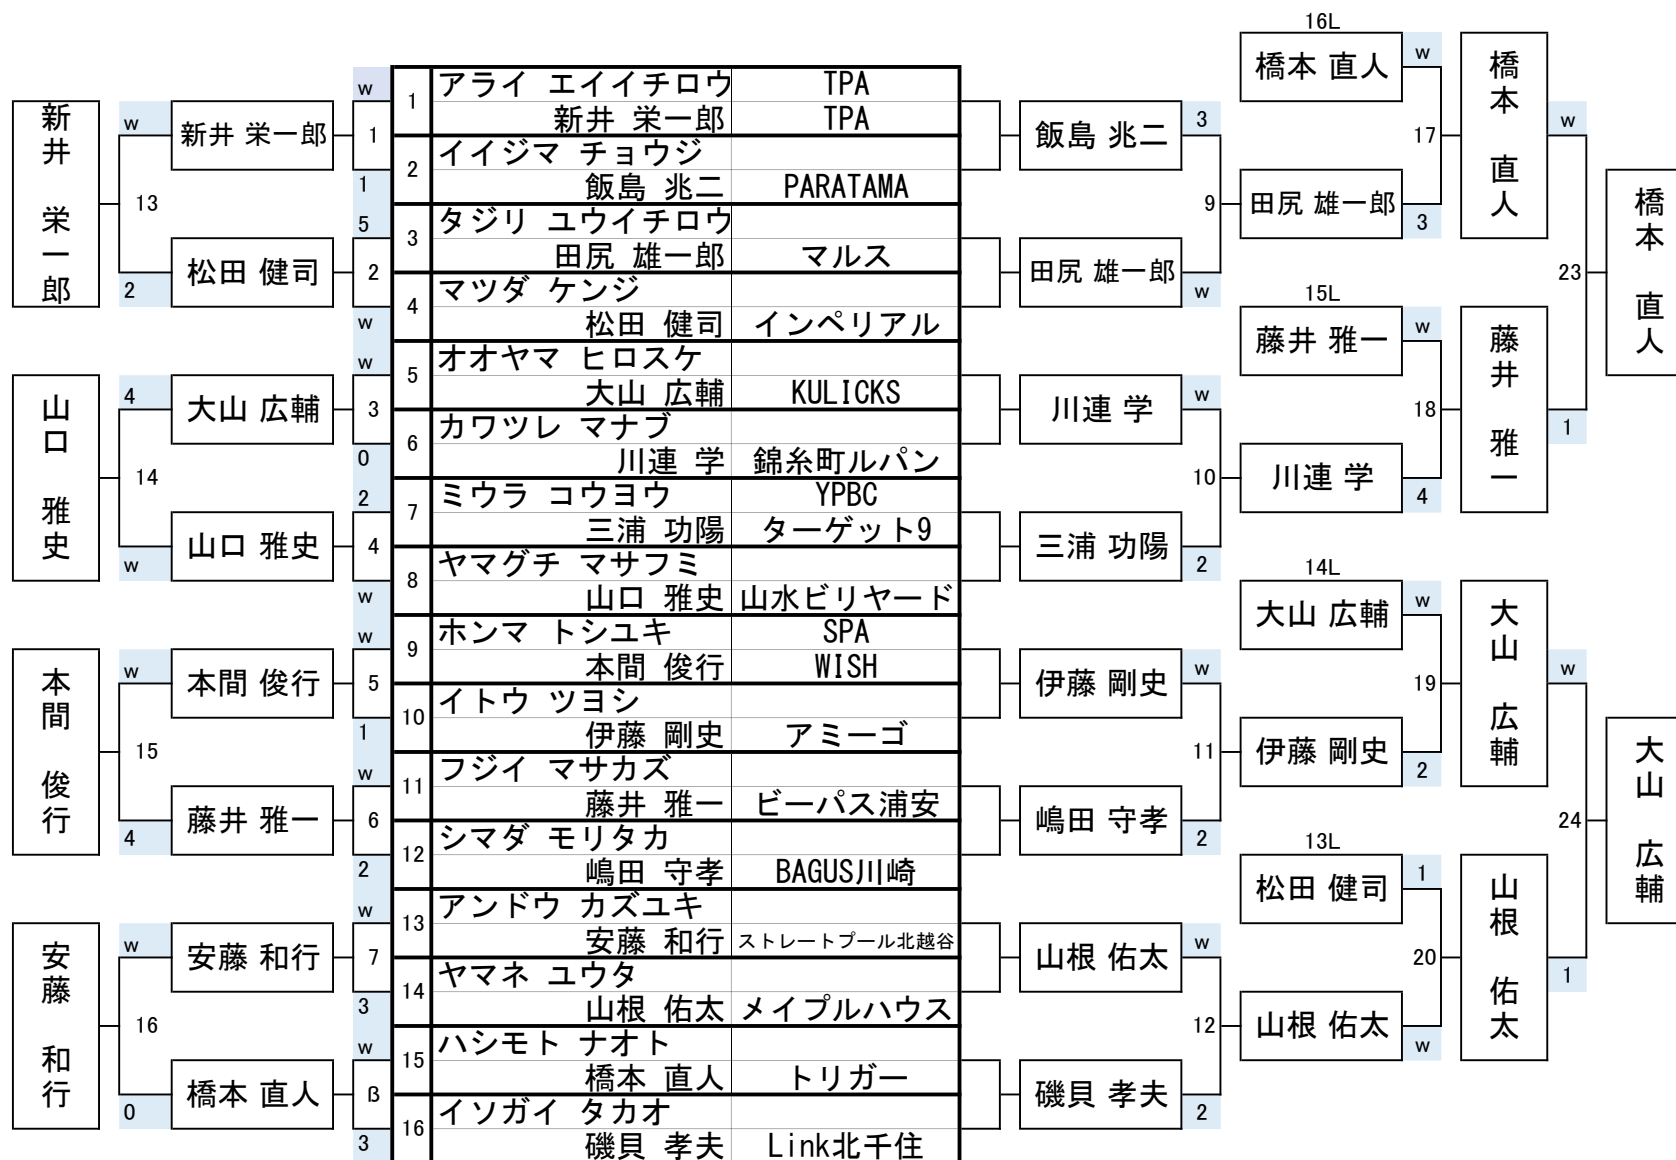 16L
橋本 直人
w
橋本 直人
w
アライ エイイチロウ
TPA
1
新井 栄一郎
TPA
新井 栄一郎
w
新井 栄一郎
1
飯島 兆二
3
17
w
イイジマ チョウジ
2
1
飯島 兆二
PARATAMA
13
9
田尻 雄一郎
3
橋本 直人
5
タジリ ユウイチロウ
3
田尻 雄一郎
マルス
2
松田 健司
2
田尻 雄一郎
w
23
マツダ ケンジ
4
w
松田 健司
インペリアル
15L
藤井 雅一
w
藤井 雅一
w
オオヤマ ヒロスケ
5
大山 広輔
KULICKS
山口 雅史
4
大山 広輔
3
川連 学
w
18
1
カワツレ マナブ
6
0
川連 学
錦糸町ルパン
14
10
川連 学
4
2
ミウラ コウヨウ
YPBC
7
三浦 功陽
ターゲット9
w
山口 雅史
4
三浦 功陽
2
ヤマグチ マサフミ
8
w
山口 雅史
山水ビリヤード
14L
大山 広輔
w
大山 広輔
w
ホンマ トシユキ
SPA
9
本間 俊行
WISH
本間 俊行
w
本間 俊行
5
伊藤 剛史
w
19
w
イトウ ツヨシ
10
1
伊藤 剛史
アミーゴ
15
11
伊藤 剛史
2
大山 広輔
w
フジイ マサカズ
11
藤井 雅一
ビーパス浦安
4
藤井 雅一
6
嶋田 守孝
2
24
シマダ モリタカ
12
2
嶋田 守孝
BAGUS川崎
13L
松田 健司
1
山根 佑太
w
アンドウ カズユキ
13
安藤 和行
ストレートプール北越谷
安藤 和行
w
安藤 和行
7
山根 佑太
w
20
1
ヤマネ ユウタ
14
3
山根 佑太
メイプルハウス
16
12
山根 佑太
w
w
ハシモト ナオト
15
橋本 直人
トリガー
0
橋本 直人
ß
磯貝 孝夫
2
イソガイ タカオ
16
3
磯貝 孝夫
Link北千住